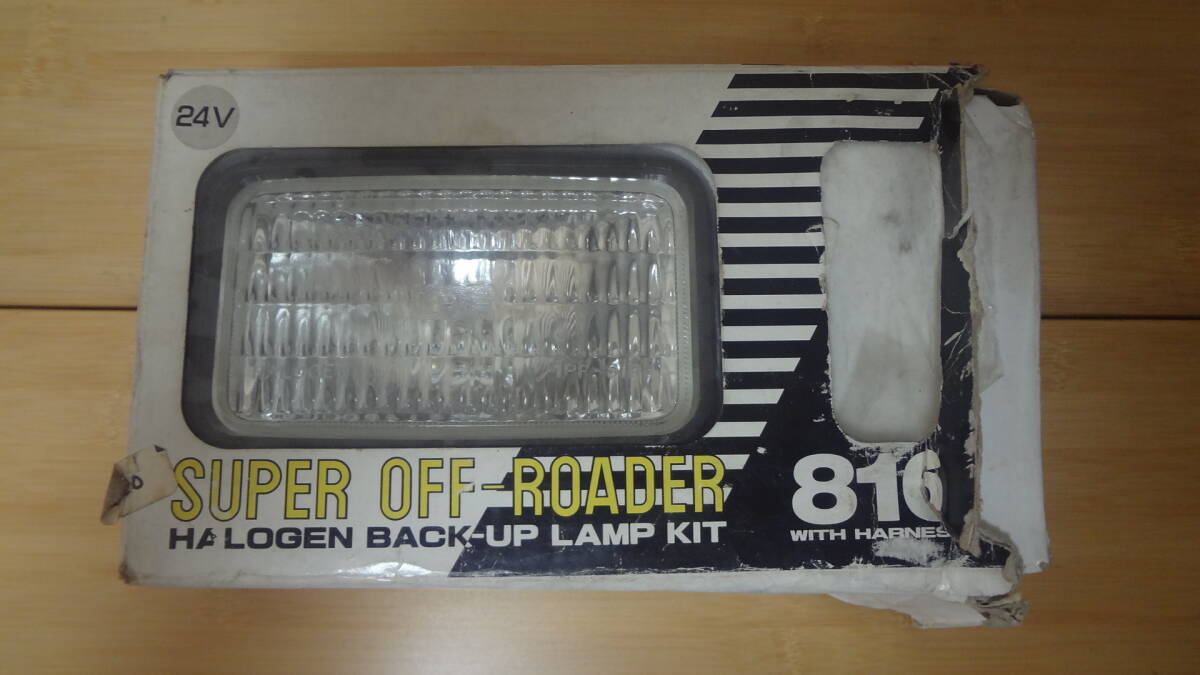 24V
SUPER OFF-ROADER
HALOGEN BACK-UP LAMP KIT
816
WITH HARNESS